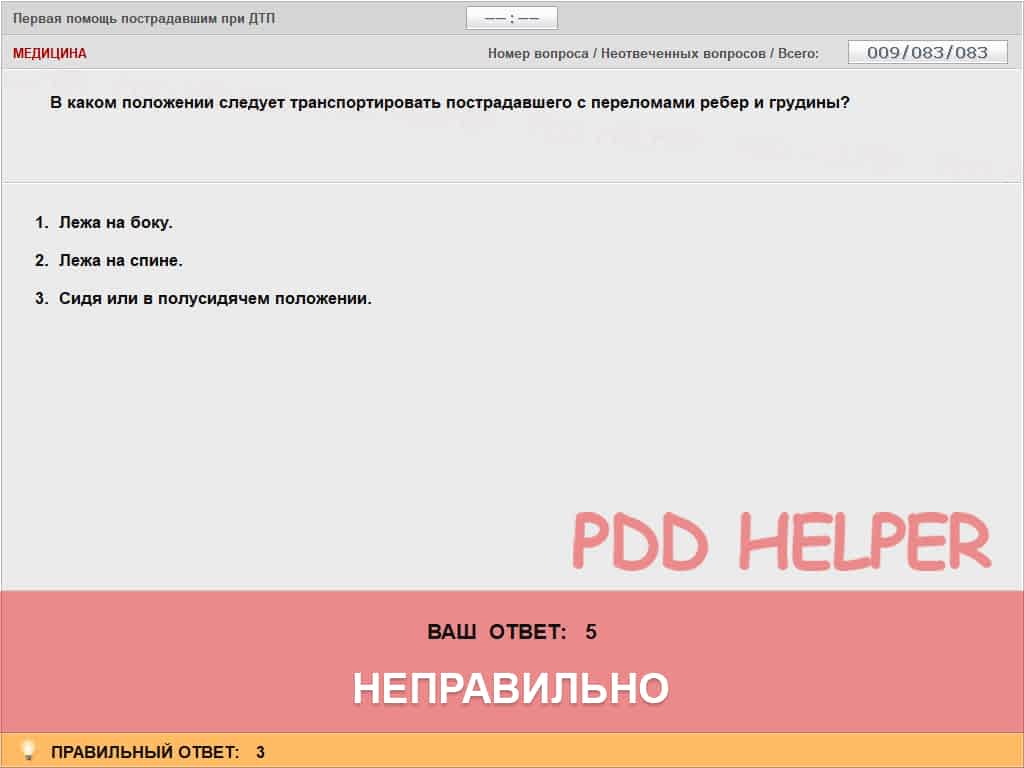 Первая помощь пострадавшим при ДТП
−− : −−
МЕДИЦИНА
Номер вопроса / Неотвеченных вопросов / Всего:
009/083/083
В каком положении следует транспортировать пострадавшего с переломами ребер и грудины?
1. Лежа на боку.
2. Лежа на спине.
3. Сидя или в полусидячем положении.
PDD HELPER
ВАШ ОТВЕТ: 5
НЕПРАВИЛЬНО
ПРАВИЛЬНЫЙ ОТВЕТ: 3